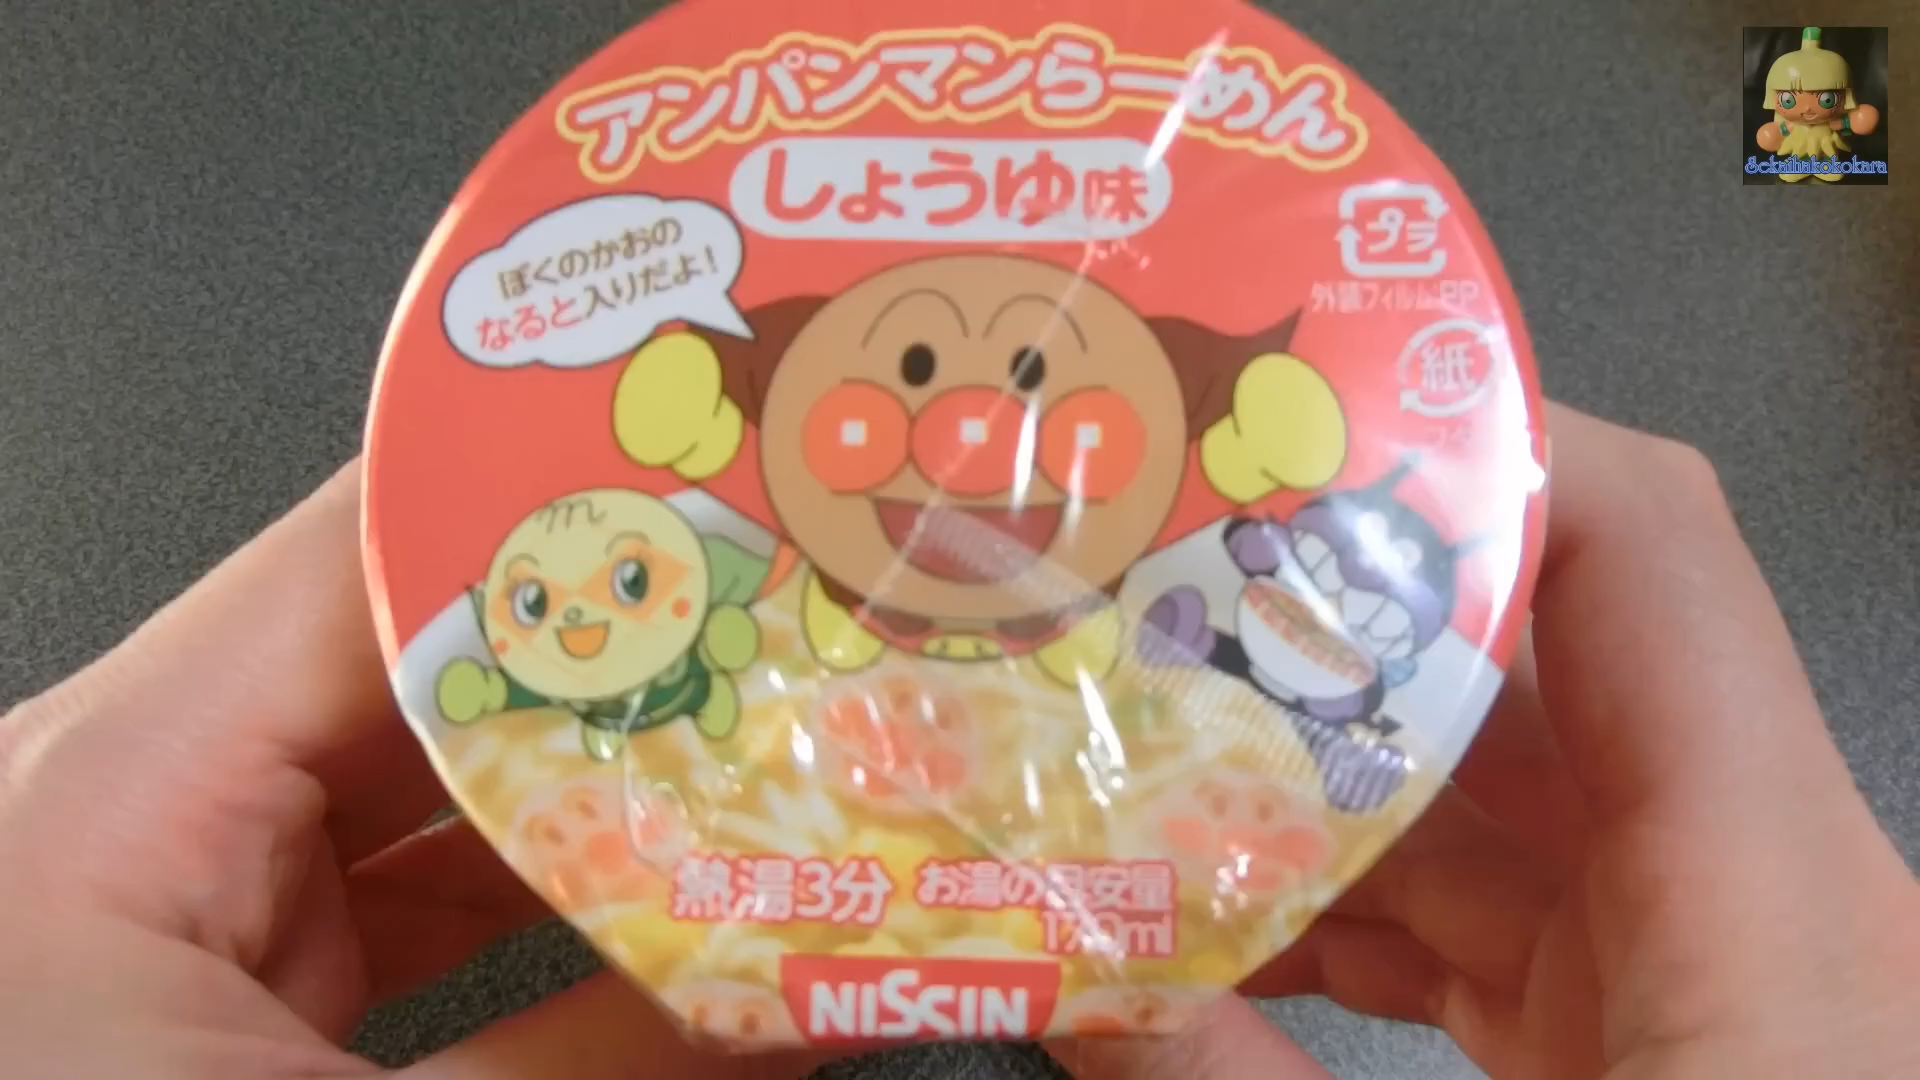 アンパンマンらーめん
しょうゆ味
ぼくのかおの
なると入りだよ！
プラ
外装フィルム:PP
紙
熱湯3分
お湯の目安量
170ml
NISSIN
Sekaihakokokara